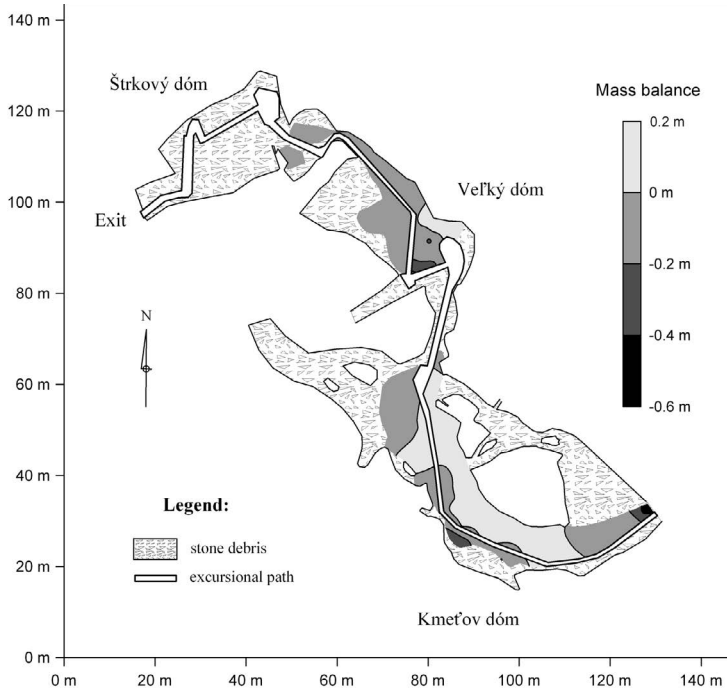 140 m
120 m
100 m
80 m
60 m
40 m
20 m
0 m
0 m
20 m
40 m
60 m
80 m
100 m
120 m
140 m
Štrkový dóm
Exit
Veľký dóm
N
Kmeťov dóm
Mass balance
0.2 m
0 m
-0.2 m
-0.4 m
-0.6 m
Legend:
stone debris
excursional path